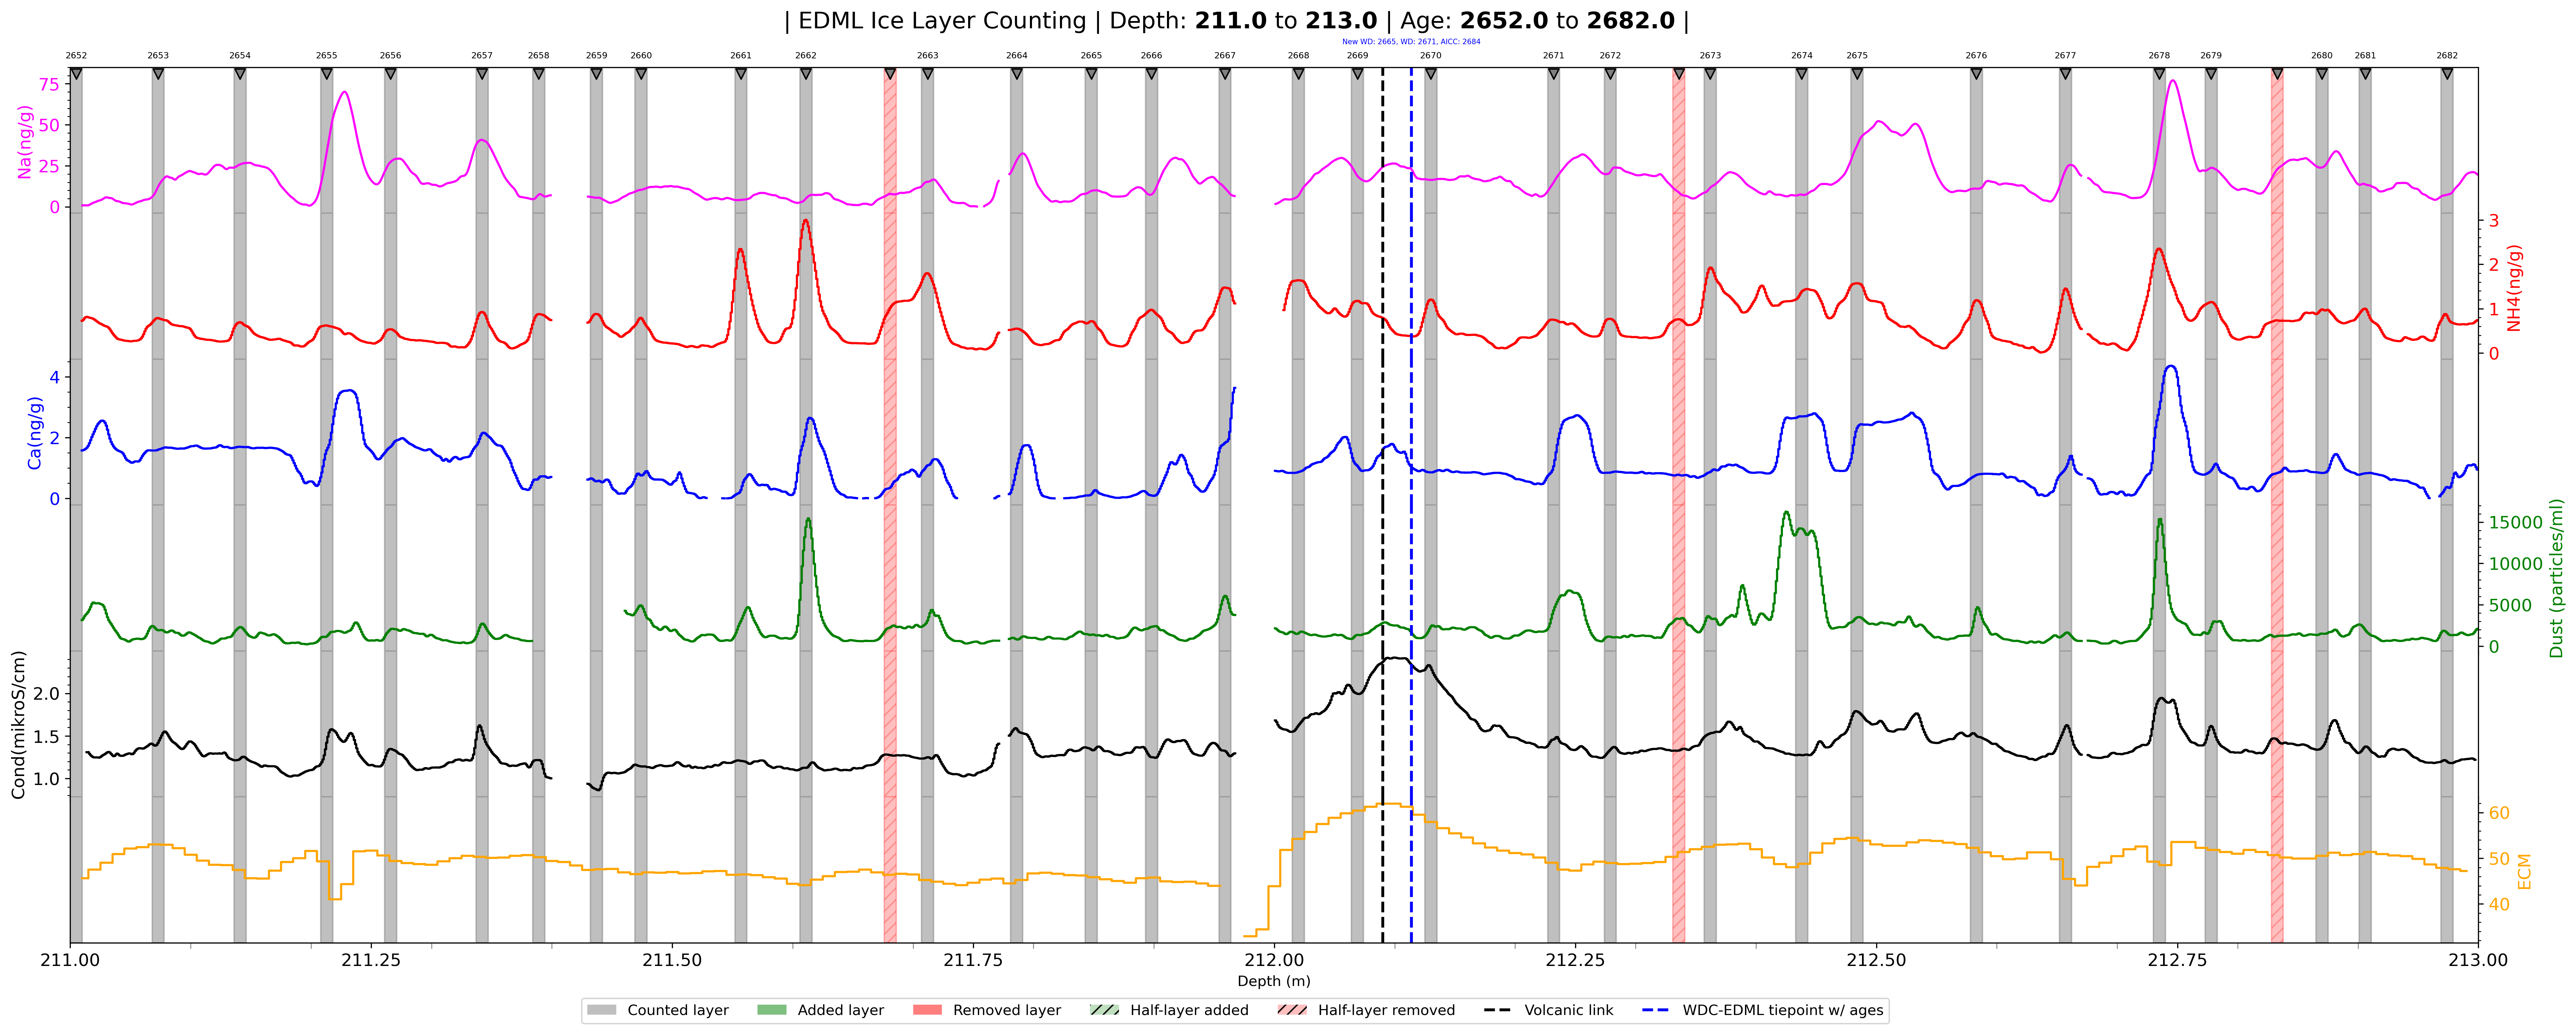 | EDML Ice Layer Counting | Depth: 211.0 to 213.0 | Age: 2652.0 to 2682.0 |
New WD: 2665, WD: 2671, AICC: 2684
2652 2653 2654 2655 2656 2657 2658 2659 2660 2661 2662 2663 2664 2665 2666 2667 2668 2669 2670 2671 2672 2673 2674 2675 2676 2677 2678 2679 2680 2681 2682
Na(ng/g)
75
50
25
0
NH4(ng/g)
3
2
1
0
Ca(ng/g)
4
2
0
Dust (particles/ml)
15000
10000
5000
0
Cond(mikroS/cm)
2.0
1.5
1.0
ECM
60
50
40
211.00 211.25 211.50 211.75 212.00 212.25 212.50 212.75 213.00
Depth (m)
Counted layer Added layer Removed layer Half-layer added Half-layer removed Volcanic link WDC-EDML tiepoint w/ ages